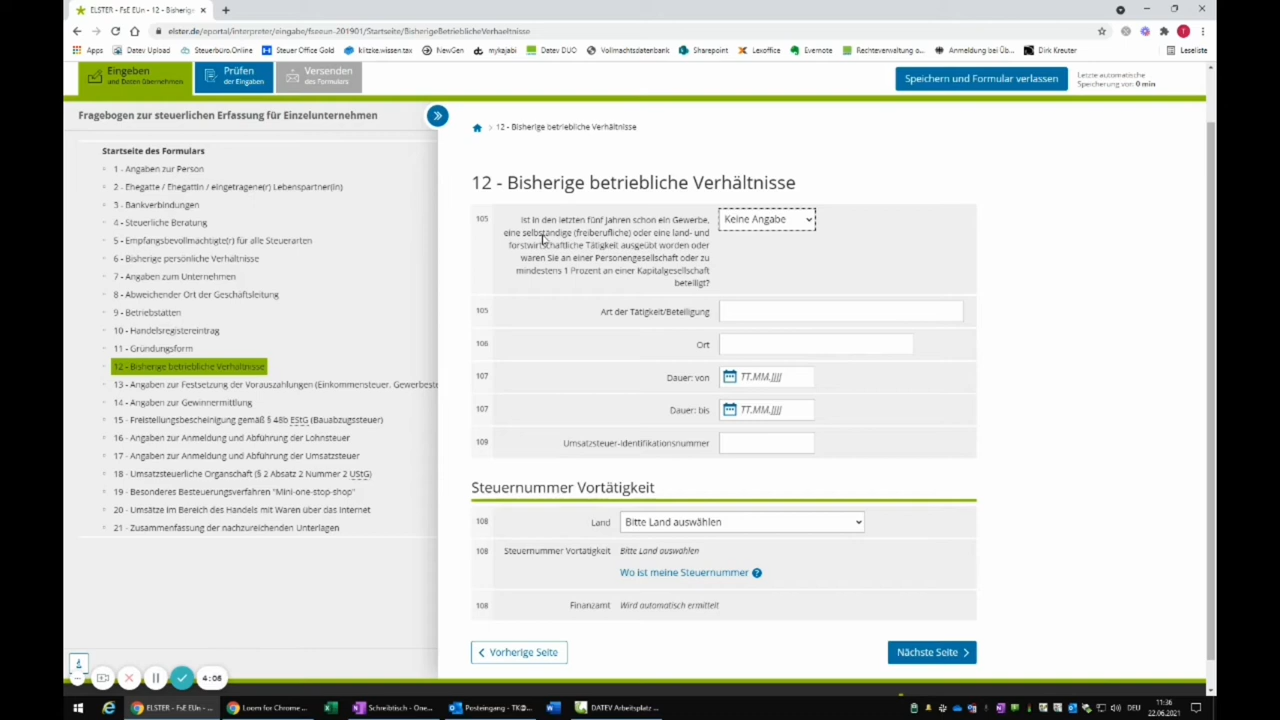 ELSTER - FsE EUn - 12 - Bisherige
elster.de/eportal/interpreter/eingabe/fseeun-201901/Startseite/BisherigeBetrieblicheVerhaeltnisse
Apps Datev Upload Steuerbüro.Online Steuer Office Gold klitzke.wissen.tax NewGen mykajabi Datev DUO Vollmachtsdatenbank Sharepoint Lexoffice Evernote Rechteverwaltung o... Anmeldung bei Üb... Dirk Kreuter Leseliste
Eingeben
und Daten übernehmen
Prüfen
der Eingaben
Versenden
des Formulars
Speichern und Formular verlassen
Letzte automatische
Speicherung vor: 0 min
Fragebogen zur steuerlichen Erfassung für Einzelunternehmen
Startseite des Formulars
1 - Angaben zur Person
2 - Ehegatte / Ehegattin / eingetragene(r) Lebenspartner(in)
3 - Bankverbindungen
4 - Steuerliche Beratung
5 - Empfangsbevollmächtigte(r) für alle Steuerarten
6 - Bisherige persönliche Verhältnisse
7 - Angaben zum Unternehmen
8 - Abweichender Ort der Geschäftsleitung
9 - Betriebstätten
10 - Handelsregistereintrag
11 - Gründungsform
12 - Bisherige betriebliche Verhältnisse
13 - Angaben zur Festsetzung der Vorauszahlungen (Einkommensteuer, Gewerbeste
14 - Angaben zur Gewinnermittlung
15 - Freistellungsbescheinigung gemäß § 48b EStG (Bauabzugssteuer)
16 - Angaben zur Anmeldung und Abführung der Lohnsteuer
17 - Angaben zur Anmeldung und Abführung der Umsatzsteuer
18 - Umsatzsteuerliche Organschaft (§ 2 Absatz 2 Nummer 2 UStG)
19 - Besonderes Besteuerungsverfahren "Mini-one-stop-shop"
20 - Umsätze im Bereich des Handels mit Waren über das Internet
21 - Zusammenfassung der nachzureichenden Unterlagen
12 - Bisherige betriebliche Verhältnisse
12 - Bisherige betriebliche Verhältnisse
105 Ist in den letzten fünf Jahren schon ein Gewerbe, Keine Angabe
eine selbständige (freiberufliche) oder eine land- und
forstwirtschaftliche Tätigkeit ausgeübt worden oder
waren Sie an einer Personengesellschaft oder zu
mindestens 1 Prozent an einer Kapitalgesellschaft
beteiligt?
105 Art der Tätigkeit/Beteiligung
106 Ort
107 Dauer: von TT.MM.JJJJ
107 Dauer: bis TT.MM.JJJJ
109 Umsatzsteuer-Identifikationsnummer
Steuernummer Vortätigkeit
108 Land Bitte Land auswählen
108 Steuernummer Vortätigkeit Bitte Land auswählen
Wo ist meine Steuernummer ?
108 Finanzamt Wird automatisch ermittelt
Vorherige Seite
Nächste Seite
4:06
ELSTER - FsE EUn - ... Loom for Chrome ... Schreibtisch - One... Posteingang - TK@... DATEV Arbeitsplatz ... DEU
11:36
22.06.2021